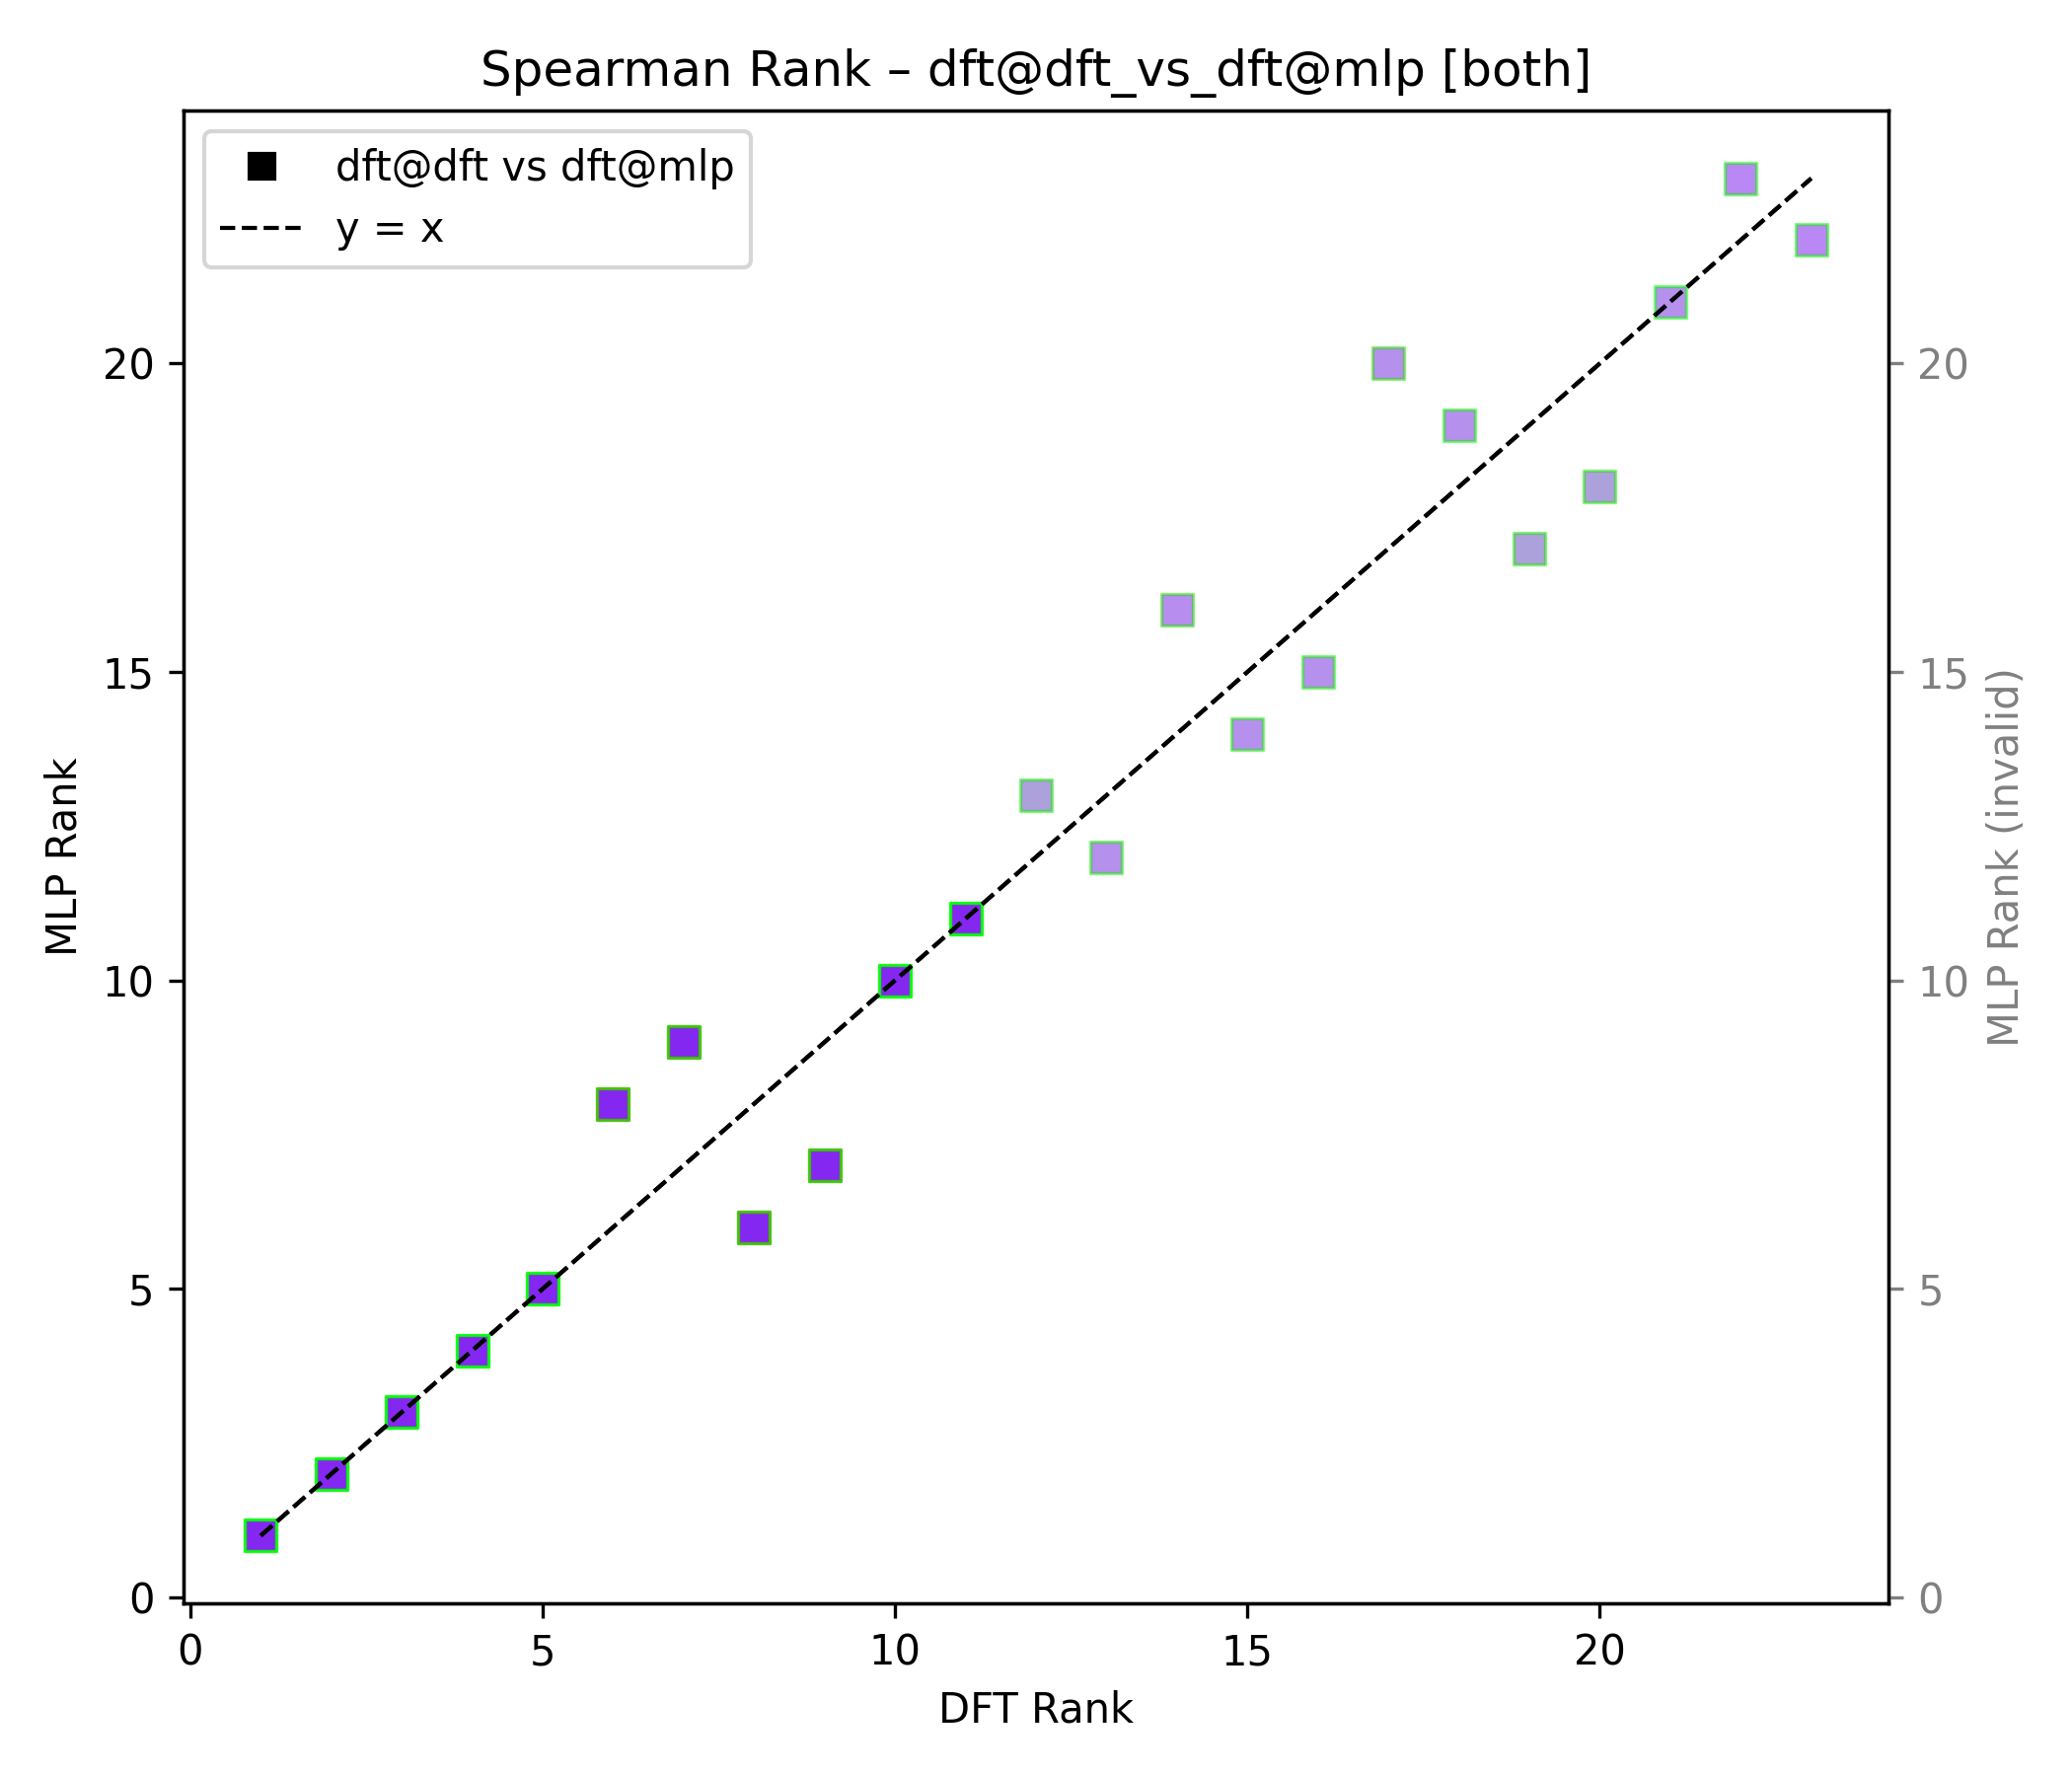 Spearman Rank – dft@dft_vs_dft@mlp [both]
dft@dft vs dft@mlp
y = x
MLP Rank
20
15
10
5
0
20
15
10
5
0
MLP Rank (invalid)
0
5
10
15
20
DFT Rank